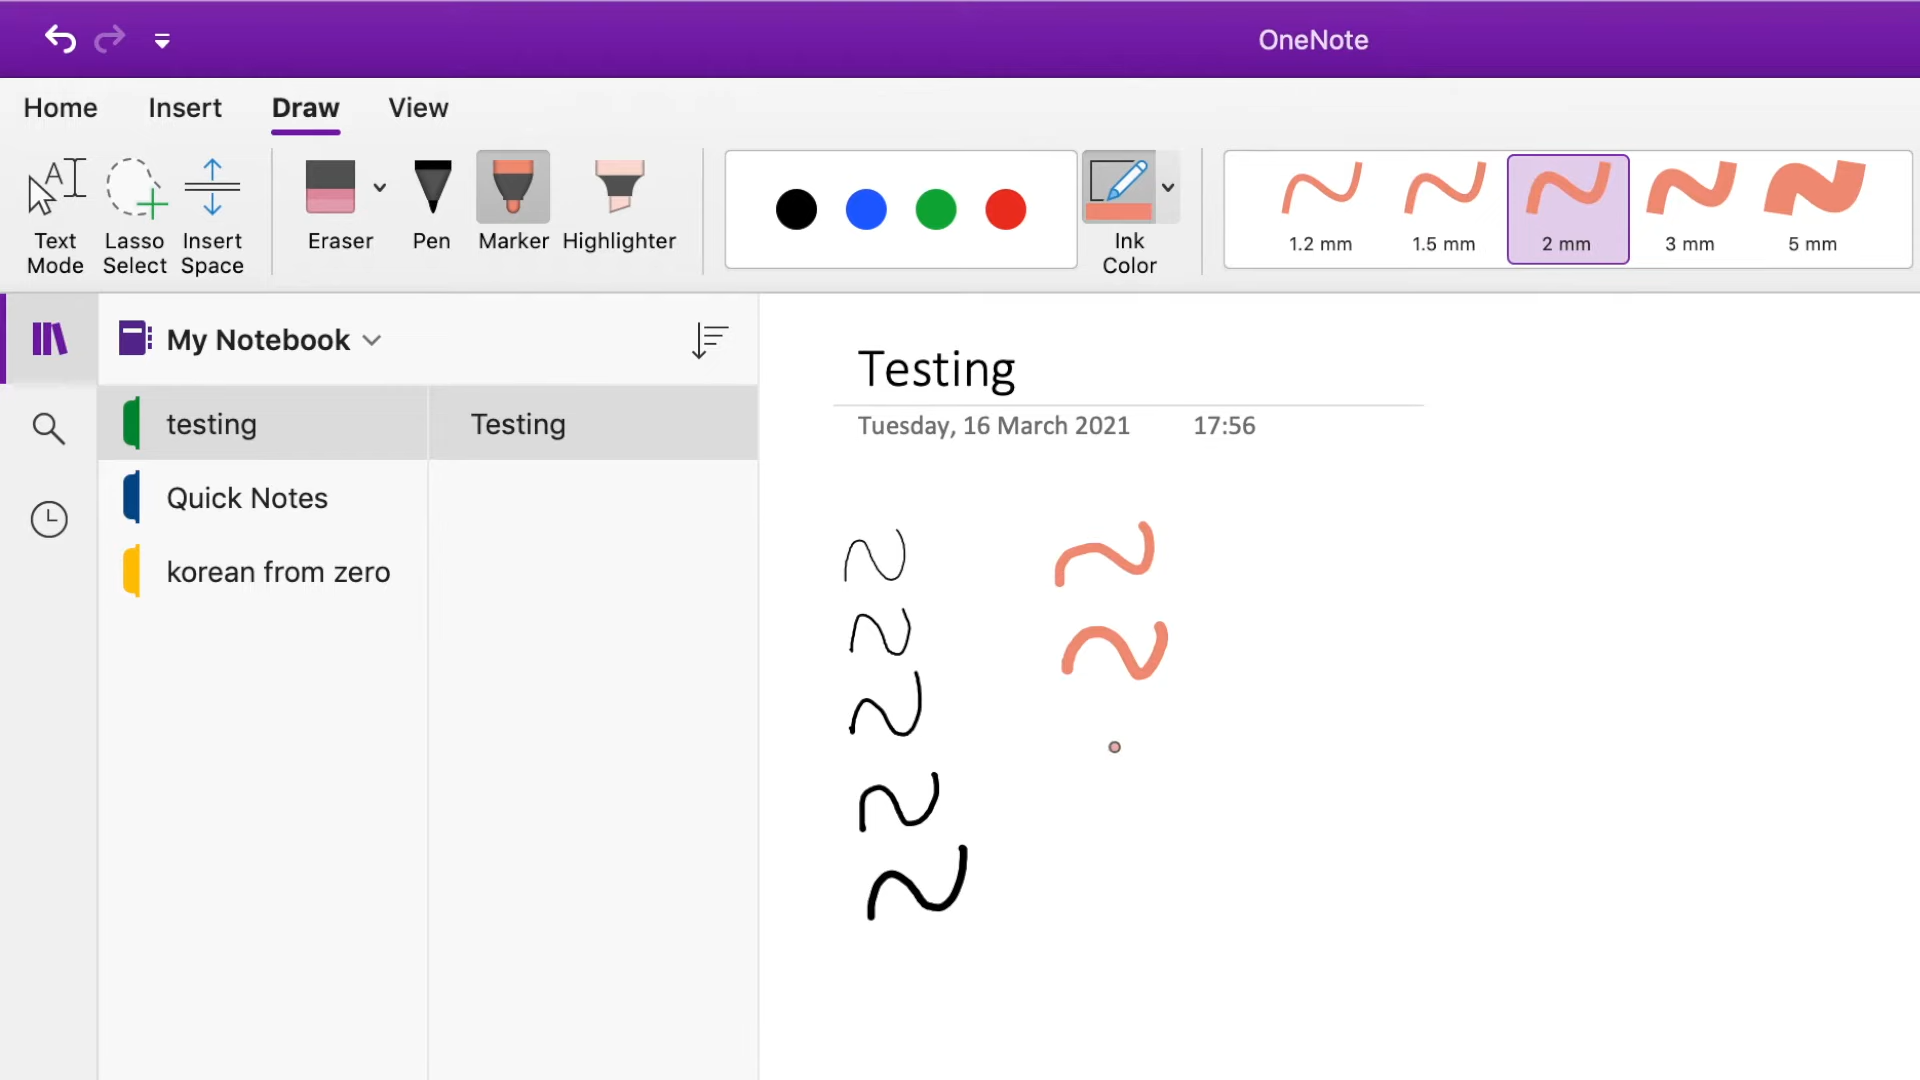 OneNote
Home Insert Draw View
Text Mode
Lasso Select
Insert Space
Eraser
Pen
Marker
Highlighter
Ink Color
1.2 mm
1.5 mm
2 mm
3 mm
5 mm
My Notebook
testing
Quick Notes
korean from zero
Testing
Testing
Tuesday, 16 March 2021 17:56